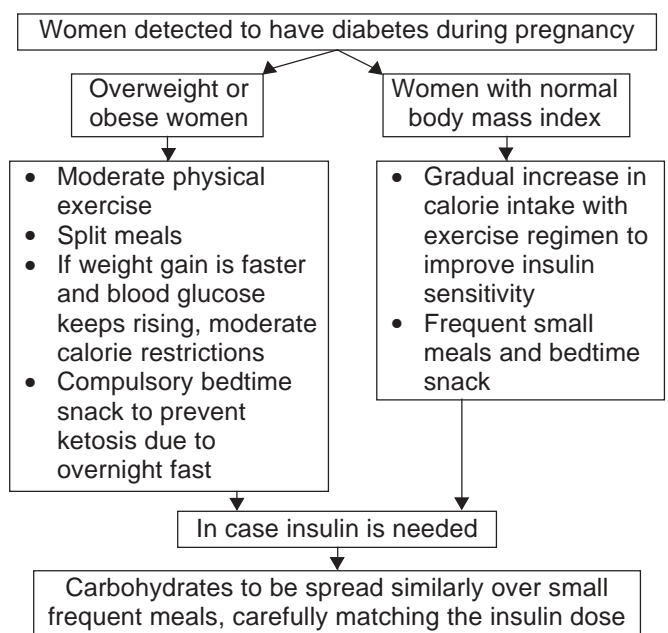 Women detected to have diabetes during pregnancy
Overweight or
obese women
Women with normal
body mass index
• Moderate physical
exercise
• Split meals
• If weight gain is faster
and blood glucose
keeps rising, moderate
calorie restrictions
• Compulsory bedtime
snack to prevent
ketosis due to
overnight fast
• Gradual increase in
calorie intake with
exercise regimen to
improve insulin
sensitivity
• Frequent small
meals and bedtime
snack
In case insulin is needed
Carbohydrates to be spread similarly over small
frequent meals, carefully matching the insulin dose